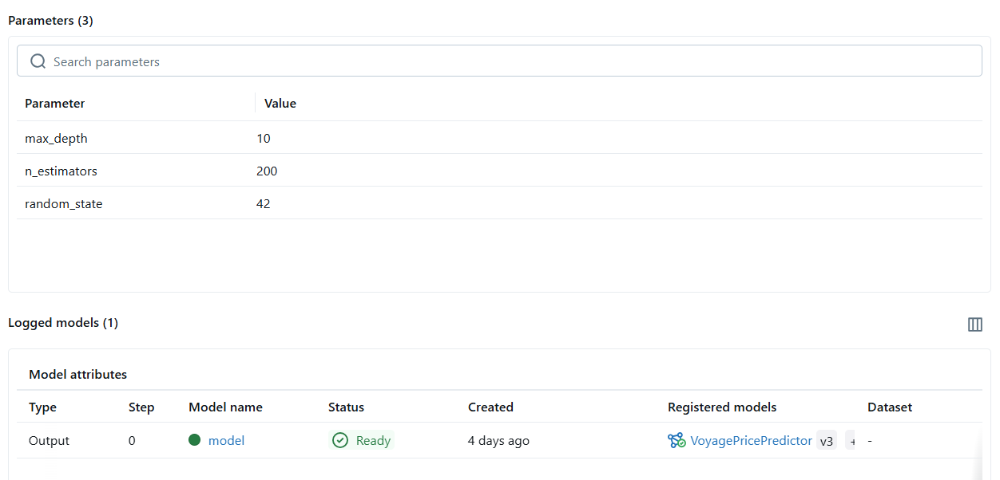 Parameters (3)
Search parameters
Parameter Value
max_depth 10
n_estimators 200
random_state 42
Logged models (1)
Model attributes
Type Step Model name Status Created Registered models Dataset
Output 0 model Ready 4 days ago VoyagePricePredictor v3 + -